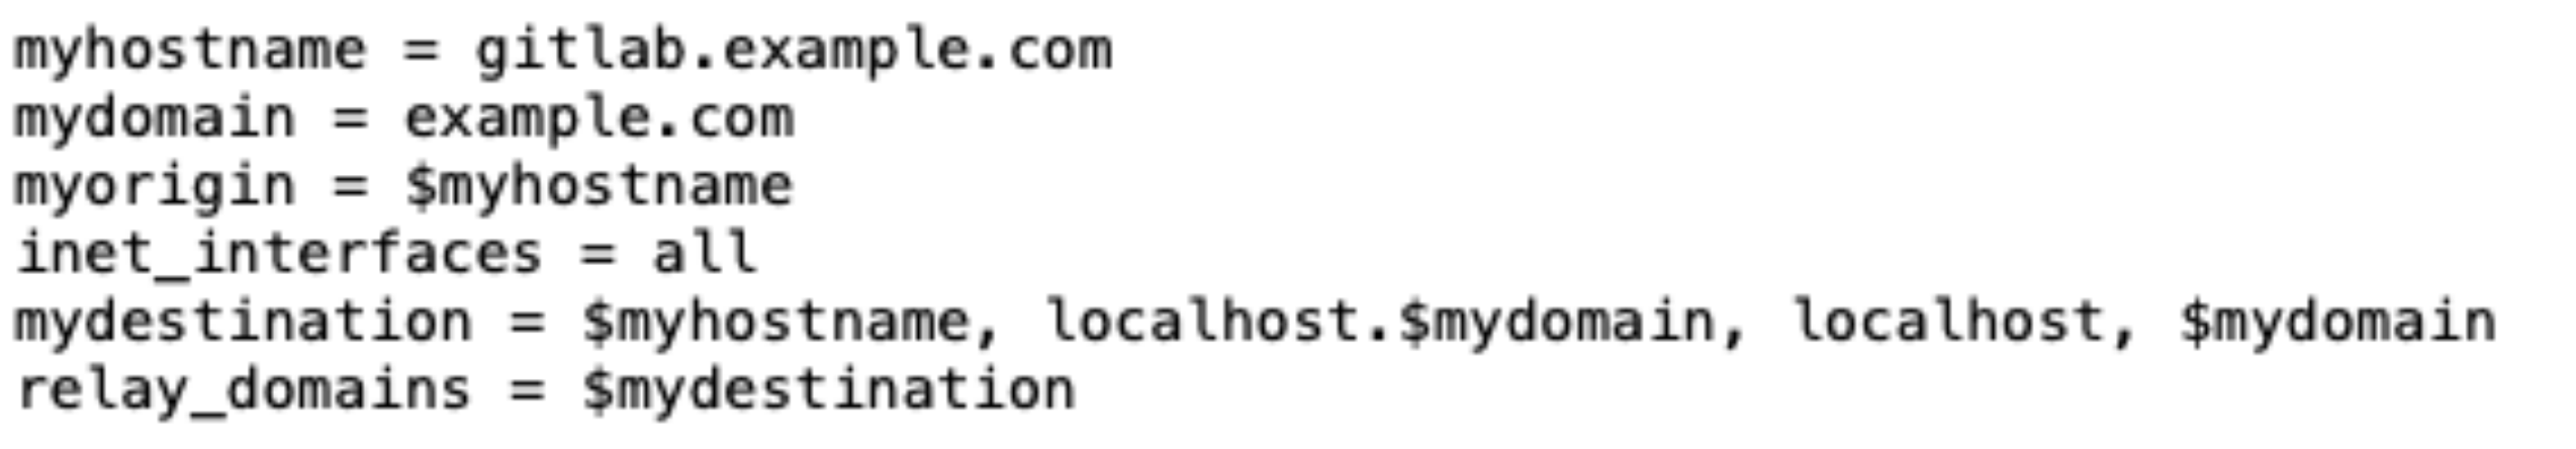 myhostname = gitlab.example.com
mydomain = example.com
myorigin = $myhostname
inet_interfaces = all
mydestination = $myhostname, localhost.$mydomain, localhost, $mydomain
relay_domains = $mydestination